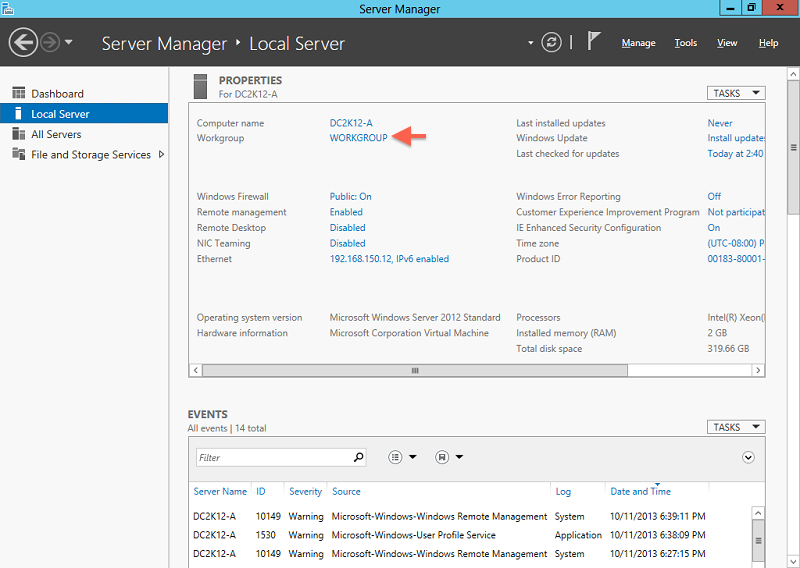 Server Manager
Server Manager ‣ Local Server
Manage Tools View Help
Dashboard
Local Server
All Servers
File and Storage Services
PROPERTIES
For DC2K12-A
TASKS
Computer name DC2K12-A Last installed updates Never
Workgroup WORKGROUP Windows Update Install updates
Last checked for updates Today at 2:40
Windows Firewall Public: On Windows Error Reporting Off
Remote management Enabled Customer Experience Improvement Program Not participat
Remote Desktop Disabled IE Enhanced Security Configuration On
NIC Teaming Disabled Time zone (UTC-08:00) P
Ethernet 192.168.150.12, IPv6 enabled Product ID 00183-80001-
Operating system version Microsoft Windows Server 2012 Standard Processors Intel(R) Xeon(
Hardware information Microsoft Corporation Virtual Machine Installed memory (RAM) 2 GB
Total disk space 319.66 GB
EVENTS
All events | 14 total
TASKS
Filter
Server Name ID Severity Source Log Date and Time
DC2K12-A 10149 Warning Microsoft-Windows-Windows Remote Management System 10/11/2013 6:39:11 PM
DC2K12-A 1530 Warning Microsoft-Windows-User Profile Service Application 10/11/2013 6:38:09 PM
DC2K12-A 10149 Warning Microsoft-Windows-Windows Remote Management System 10/11/2013 6:27:15 PM